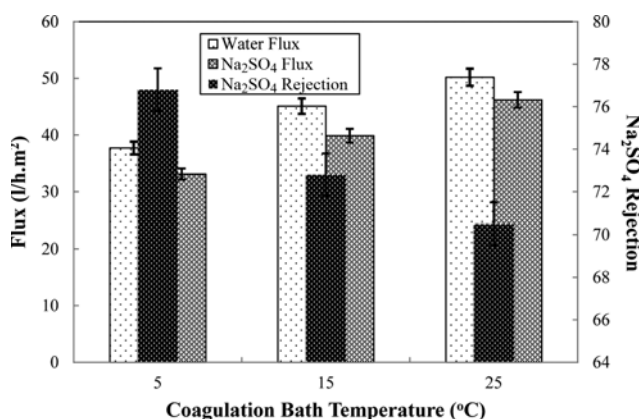 60
50
40
30
20
10
0
Flux (l/h.m²)
80
78
76
74
72
70
68
66
64
Na₂SO₄ Rejection
Water Flux
Na₂SO₄ Flux
Na₂SO₄ Rejection
5 15 25
Coagulation Bath Temperature (ºC)